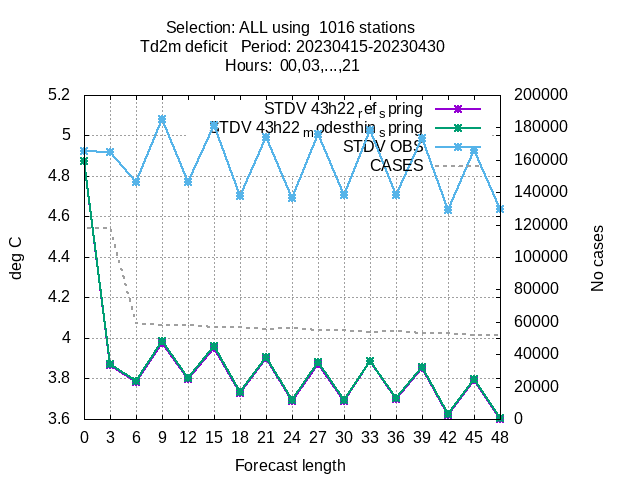 Selection: ALL using  1016 stations
Td2m deficit   Period: 20230415-20230430
Hours:  00,03,...,21
STDV 43h22_ref_spring
STDV 43h22_modesthin_spring
STDV OBS
CASES
5.2
5
4.8
4.6
4.4
4.2
4
3.8
3.6
deg C
200000
180000
160000
140000
120000
100000
80000
60000
40000
20000
0
No cases
0 3 6 9 12 15 18 21 24 27 30 33 36 39 42 45 48
Forecast length